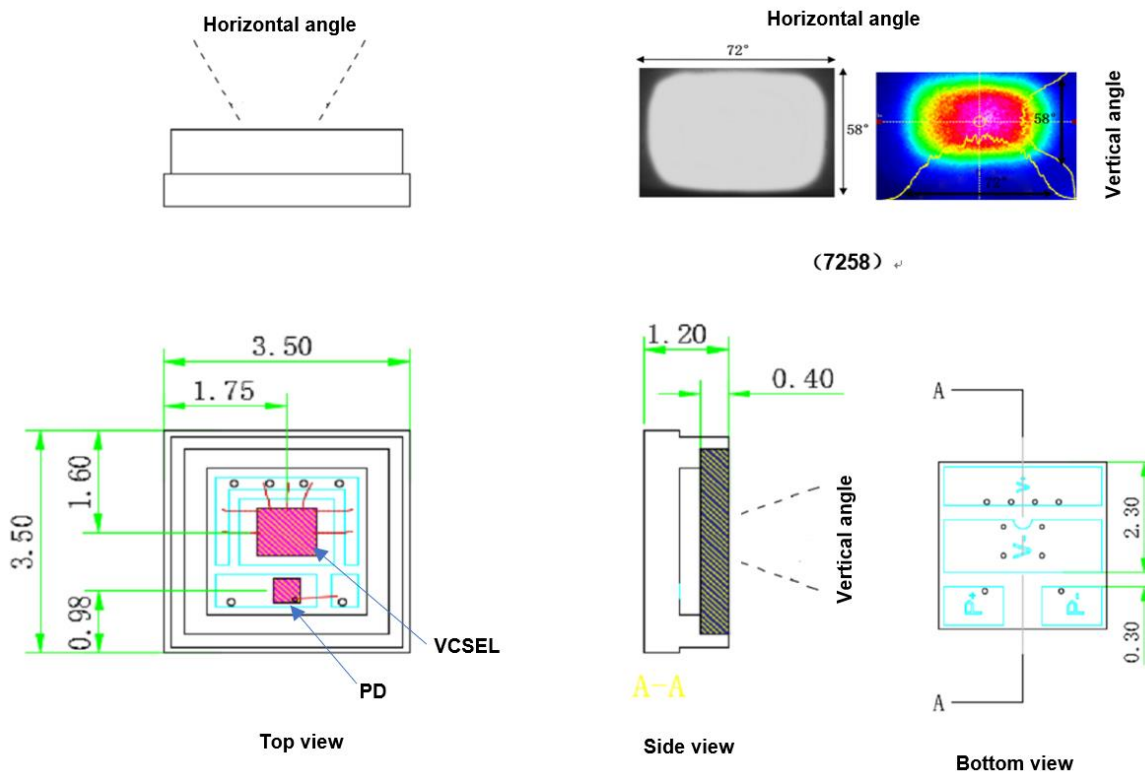 Horizontal angle
Horizontal angle
72°
58°
58°
72°
Vertical angle
（7258）
3.50
1.75
3.50
1.60
0.98
VCSEL
PD
Top view
1.20
0.40
Vertical angle
A-A
Side view
A
V-
P+
P-
2.30
0.30
A
Bottom view